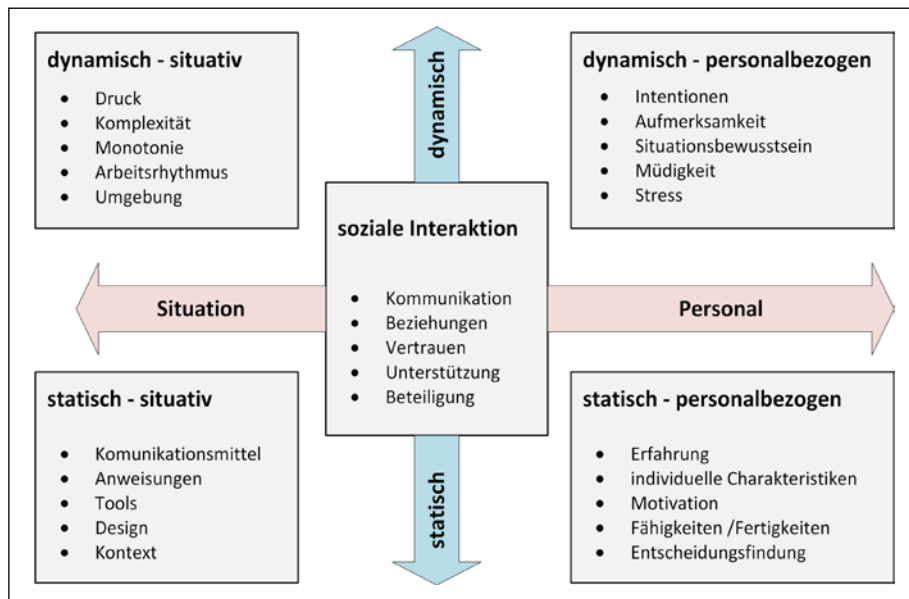 dynamisch - situativ
• Druck
• Komplexität
• Monotonie
• Arbeitsrhythmus
• Umgebung
dynamisch
dynamisch - personalbezogen
• Intentionen
• Aufmerksamkeit
• Situationsbewusstsein
• Müdigkeit
• Stress
Situation
soziale Interaktion
• Kommunikation
• Beziehungen
• Vertrauen
• Unterstützung
• Beteiligung
Personal
statisch - situativ
• Komunikationsmittel
• Anweisungen
• Tools
• Design
• Kontext
statisch
statisch - personalbezogen
• Erfahrung
• individuelle Charakteristiken
• Motivation
• Fähigkeiten /Fertigkeiten
• Entscheidungsfindung